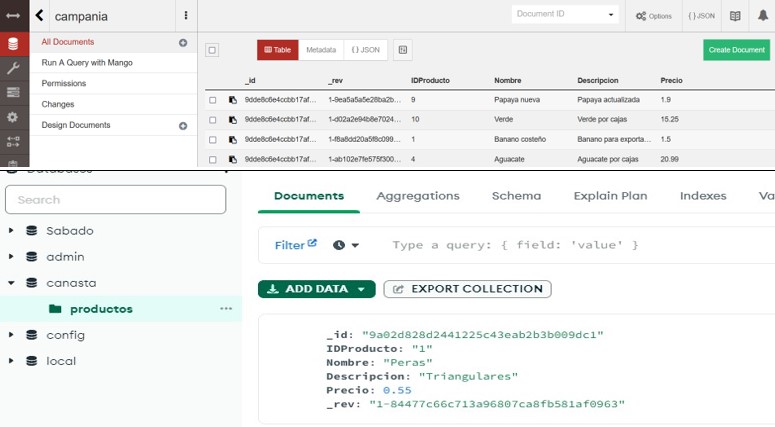 campania
Document ID
Options
{ } JSON
All Documents
Run A Query with Mango
Permissions
Changes
Design Documents
Table
Metadata
{ } JSON
Create Document
_id _rev IDProducto Nombre Descripcion Precio
9dde8c6e4ccbb17af... 1-9ea5a5a5e28ba2b... 9 Papaya nueva Papaya actualizada 1.9
9dde8c6e4ccbb17af... 1-d02a2e94b8e7024... 10 Verde Verde por cajas 15.25
9dde8c6e4ccbb17af... 1-f8a8dd20a5f8c099... 1 Banano costeño Banano para exporta... 1.5
9dde8c6e4ccbb17af... 1-ab102e7fe575f300... 4 Aguacate Aguacate por cajas 20.99
Databases
Search
Sabado
admin
canasta
productos
config
local
Documents Aggregations Schema Explain Plan Indexes Va
Filter
Type a query: { field: 'value' }
ADD DATA
EXPORT COLLECTION
_id: "9a02d828d2441225c43eab2b3b009dc1"
IDProducto: "1"
Nombre: "Peras"
Descripcion: "Triangulares"
Precio: 0.55
_rev: "1-84477c66c713a96807ca8fb581af0963"